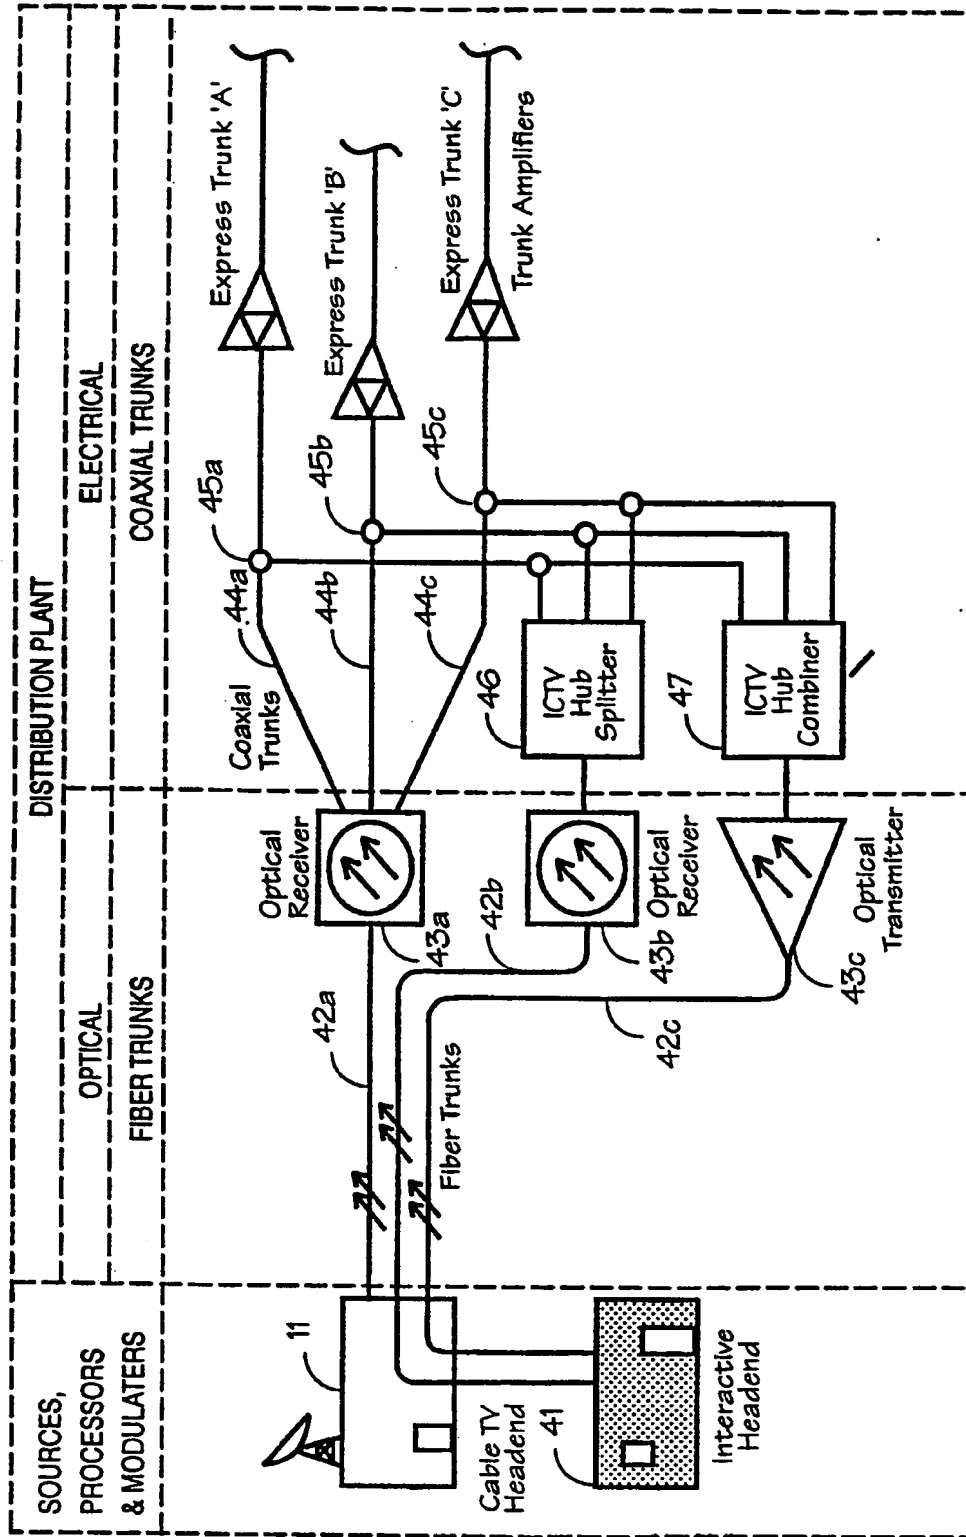 SOURCES,
PROCESSORS
& MODULATERS
DISTRIBUTION PLANT
OPTICAL
ELECTRICAL
FIBER TRUNKS
COAXIAL TRUNKS
11
Cable TV
Headend
41
Interactive
Headend
42a
Fiber Trunks
42b
42c
Optical
Receiver
43a
43b
Optical
Receiver
43c
Optical
Transmitter
Coaxial
Trunks
44a
44b
44c
45a
45b
45c
46
ICTV
Hub
Splitter
47
ICTV
Hub
Combiner
Express Trunk 'A'
Express Trunk 'B'
Express Trunk 'C'
Trunk Amplifiers